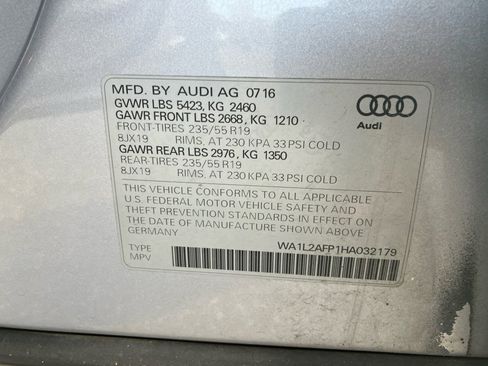 MFD. BY AUDI AG 0716
GVWR LBS 5423, KG 2460
GAWR FRONT LBS 2668, KG 1210
FRONT-TIRES 235/55 R19
8JX19 RIMS, AT 230 KPA 33 PSI COLD
GAWR REAR LBS 2976, KG 1350
REAR-TIRES 235/55 R19
8JX19 RIMS, AT 230 KPA 33 PSI COLD
Audi
THIS VEHICLE CONFORMS TO ALL APPLICABLE
U.S. FEDERAL MOTOR VEHICLE SAFETY AND
THEFT PREVENTION STANDARDS IN EFFECT ON
THE DATE OF MANUFACTURE SHOWN ABOVE
GERMANY
TYPE
MPV
WA1L2AFP1HA032179